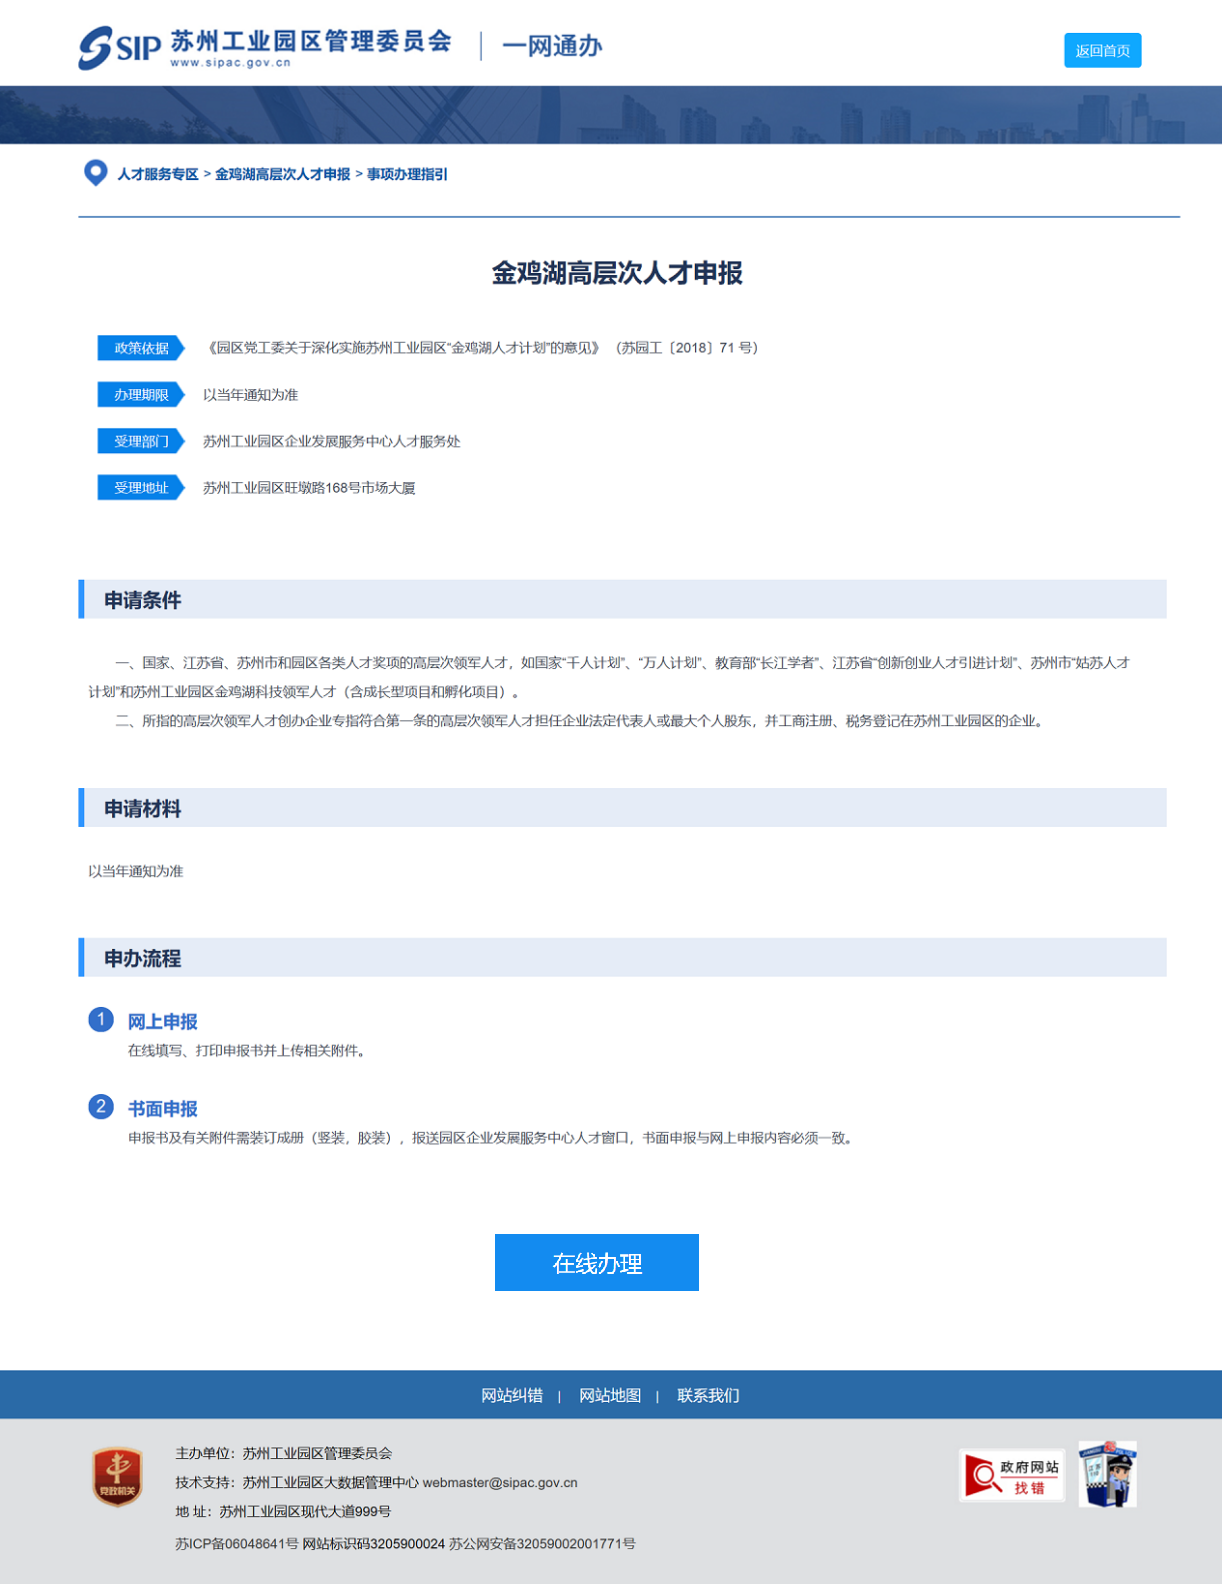 SIP 苏州工业园区管理委员会 一网通办
www.sipac.gov.cn
返回首页
人才服务专区 > 金鸡湖高层次人才申报 > 事项办理指引
金鸡湖高层次人才申报
政策依据 《园区党工委关于深化实施苏州工业园区“金鸡湖人才计划”的意见》（苏园工〔2018〕71 号）
办理期限 以当年通知为准
受理部门 苏州工业园区企业发展服务中心人才服务处
受理地址 苏州工业园区旺墩路168号市场大厦
申请条件
一、国家、江苏省、苏州市和园区各类人才奖项的高层次领军人才，如国家“千人计划”、“万人计划”、教育部“长江学者”、江苏省“创新创业人才引进计划”、苏州市“姑苏人才
计划”和苏州工业园区金鸡湖科技领军人才（含成长型项目和孵化项目）。
二、所指的高层次领军人才创办企业专指符合第一条的高层次领军人才担任企业法定代表人或最大个人股东，并工商注册、税务登记在苏州工业园区的企业。
申请材料
以当年通知为准
申办流程
1 网上申报
在线填写、打印申报书并上传相关附件。
2 书面申报
申报书及有关附件需装订成册（竖装，胶装），报送园区企业发展服务中心人才窗口，书面申报与网上申报内容必须一致。
在线办理
网站纠错 | 网站地图 | 联系我们
党政机关
主办单位：苏州工业园区管理委员会
技术支持：苏州工业园区大数据管理中心 webmaster@sipac.gov.cn
地 址：苏州工业园区现代大道999号
苏ICP备06048641号 网站标识码3205900024 苏公网安备32059002001771号
政府网站
找错